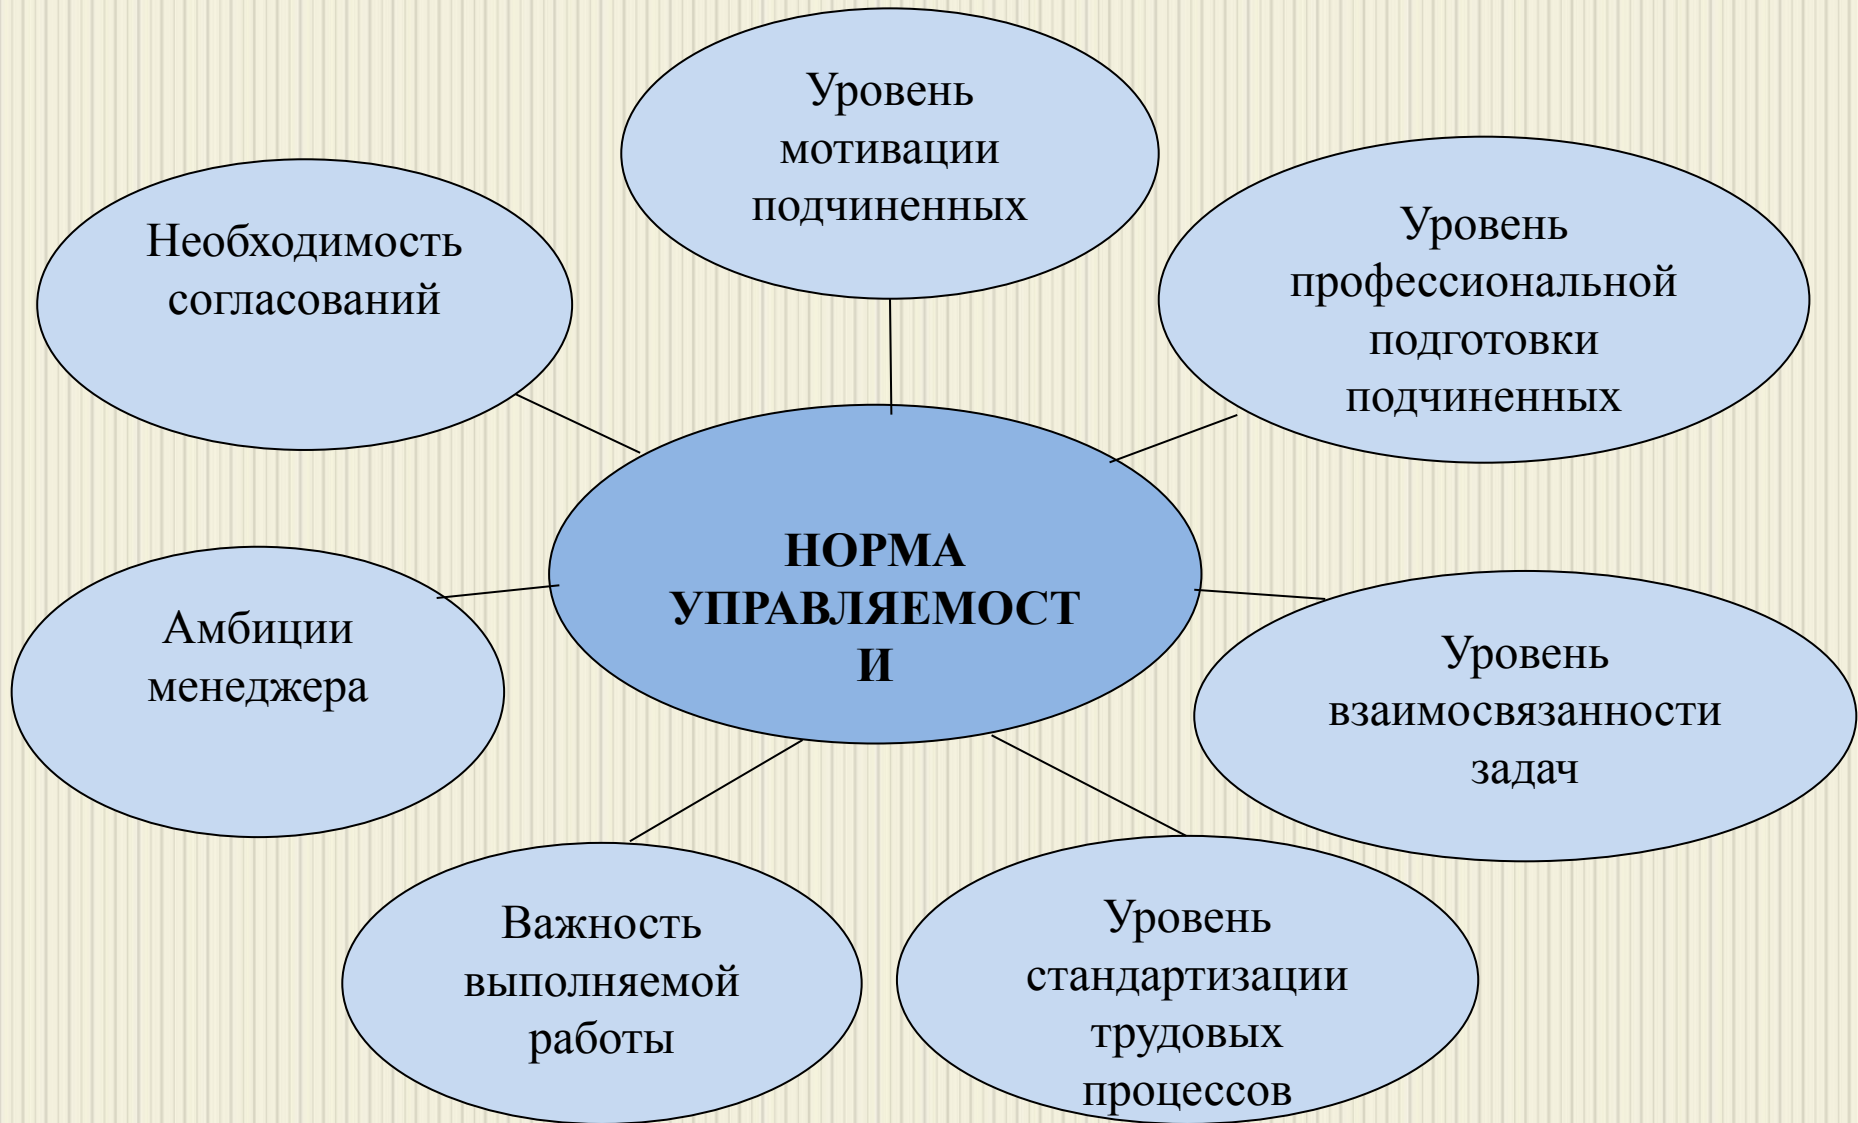 Уровень
мотивации
подчиненных
Необходимость
согласований
Уровень
профессиональной
подготовки
подчиненных
НОРМА
УПРАВЛЯЕМОСТ
И
Амбиции
менеджера
Уровень
взаимосвязанности
задач
Важность
выполняемой
работы
Уровень
стандартизации
трудовых
процессов